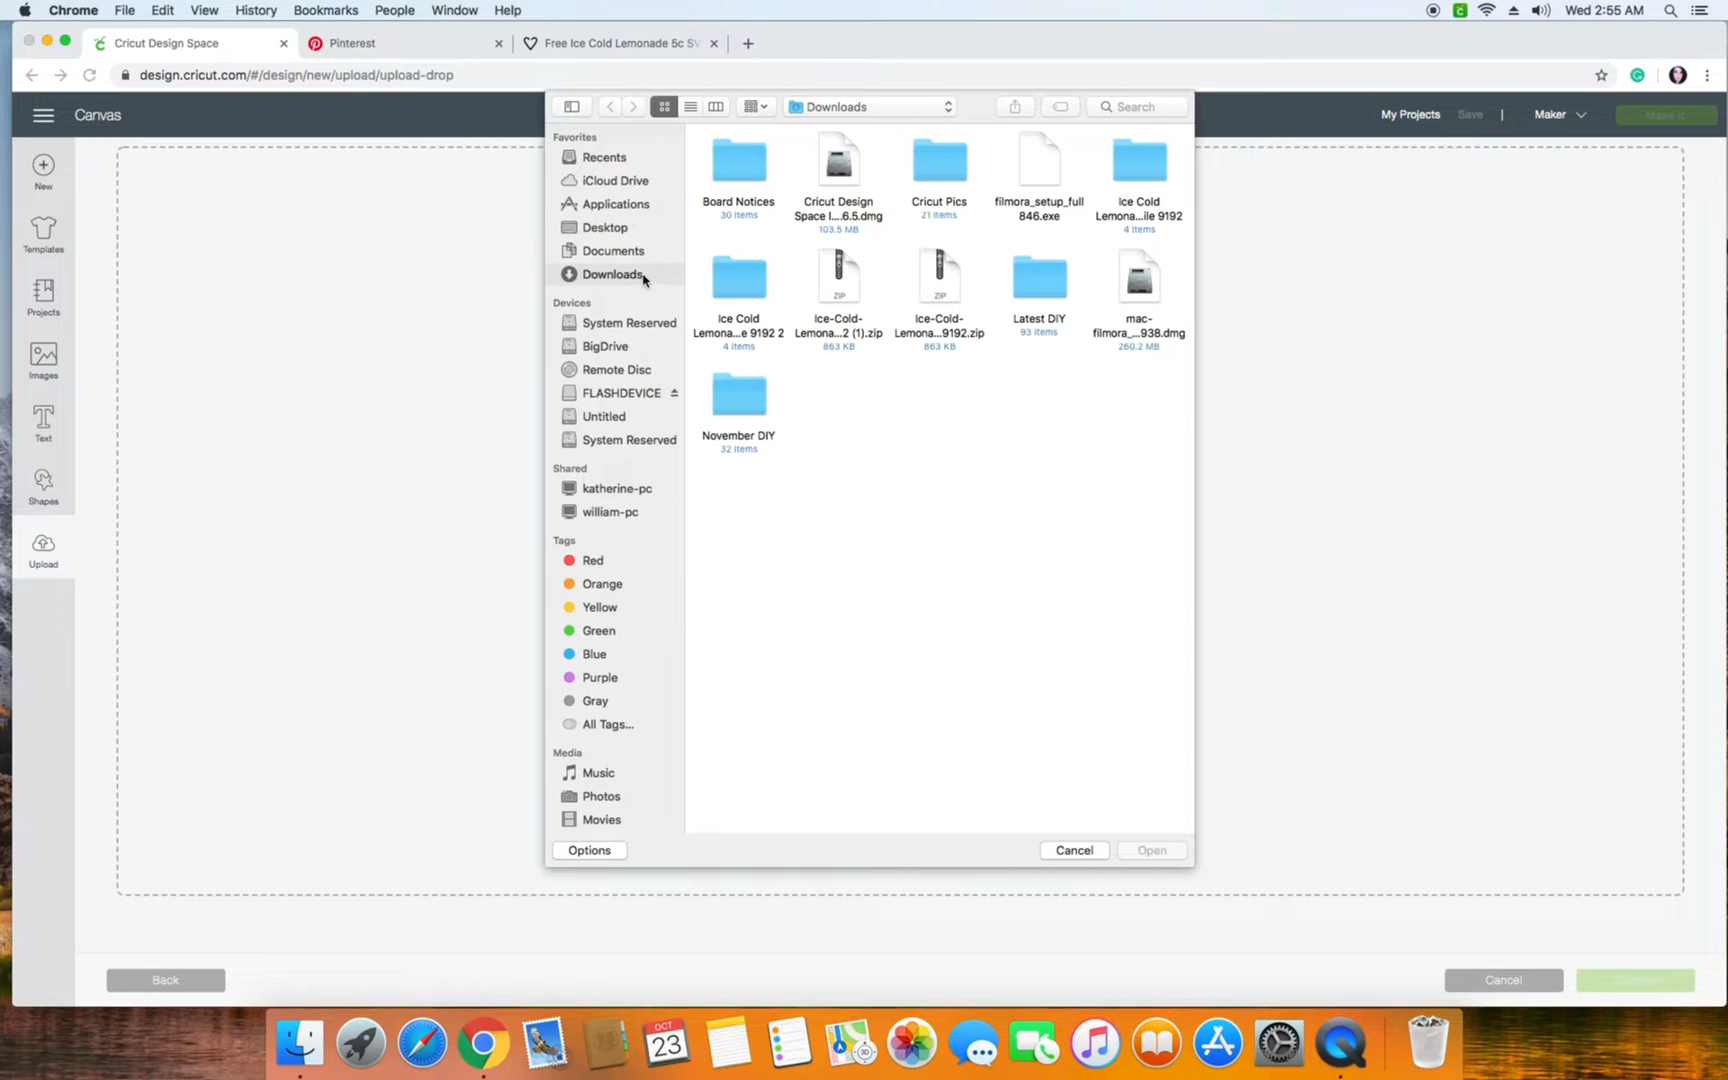 Chrome File Edit View History Bookmarks People Window Help Wed 2:55 AM
Cricut Design Space Pinterest Free Ice Cold Lemonade 5c SV
design.cricut.com/#/design/new/upload/upload-drop
Canvas My Projects Save | Maker Make It
Downloads Search
New
Templates
Projects
Images
Text
Shapes
Upload
Favorites
Recents
iCloud Drive
Applications
Desktop
Documents
Downloads
Devices
System Reserved
BigDrive
Remote Disc
FLASHDEVICE
Untitled
System Reserved
Shared
katherine-pc
william-pc
Tags
Red
Orange
Yellow
Green
Blue
Purple
Gray
All Tags...
Media
Music
Photos
Movies
Board Notices
30 items
Cricut Design
Space I....6.5.dmg
103.5 MB
Cricut Pics
21 items
filmora_setup_full
846.exe
Ice Cold
Lemona...ile 9192
4 items
Ice Cold
Lemona...e 9192 2
4 items
ZIP
Ice-Cold-
Lemona...2 (1).zip
863 KB
ZIP
Ice-Cold-
Lemona...9192.zip
863 KB
Latest DIY
93 items
mac-
filmora_...938.dmg
260.2 MB
November DIY
32 items
Options Cancel Open
Back Cancel
OCT
23